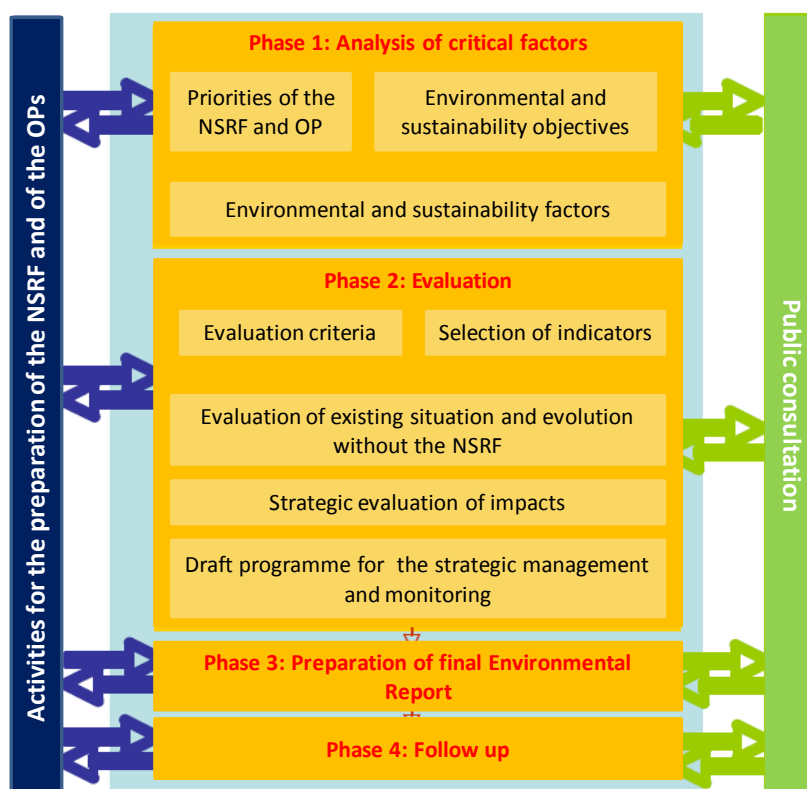 Activities for the preparation of the NSRF and of the OPs
Phase 1: Analysis of critical factors
Priorities of the
NSRF and OP
Environmental and
sustainability objectives
Environmental and sustainability factors
Phase 2: Evaluation
Evaluation criteria
Selection of indicators
Evaluation of existing situation and evolution
without the NSRF
Strategic evaluation of impacts
Draft programme for the strategic management
and monitoring
Phase 3: Preparation of final Environmental
Report
Phase 4: Follow up
Public consultation